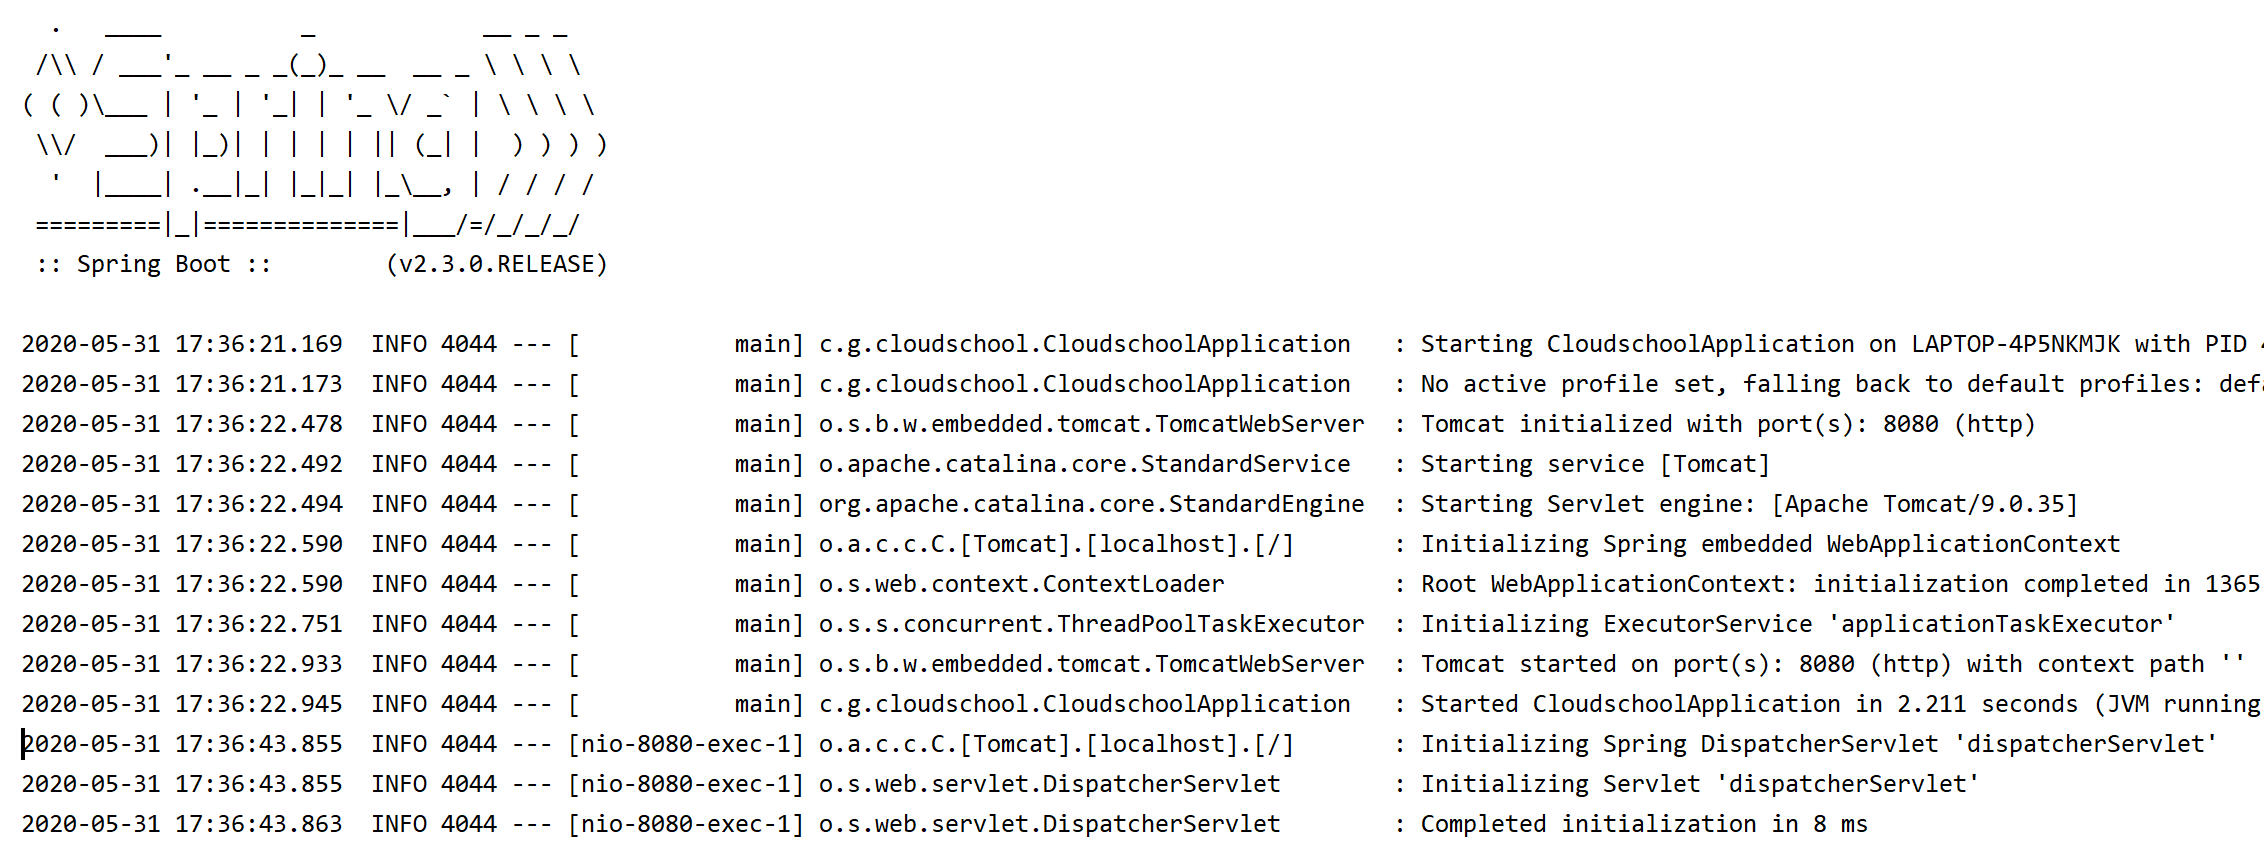 .   ____          _            __ _ _
 /\\ / ___'_ __ _ _(_)_ __  __ _ \ \ \ \
( ( )\___ | '_ | '_| | '_ \/ _` | \ \ \ \
 \\/  ___)| |_)| | | | | || (_| |  ) ) ) )
  '  |____| .__|_| |_|_| |_\__, | / / / /
 =========|_|==============|___/=/_/_/_/
 :: Spring Boot ::        (v2.3.0.RELEASE)

2020-05-31 17:36:21.169  INFO 4044 --- [           main] c.g.cloudschool.CloudschoolApplication   : Starting CloudschoolApplication on LAPTOP-4P5NKMJK with PID
2020-05-31 17:36:21.173  INFO 4044 --- [           main] c.g.cloudschool.CloudschoolApplication   : No active profile set, falling back to default profiles:
2020-05-31 17:36:22.478  INFO 4044 --- [           main] o.s.b.w.embedded.tomcat.TomcatWebServer  : Tomcat initialized with port(s): 8080 (http)
2020-05-31 17:36:22.492  INFO 4044 --- [           main] o.apache.catalina.core.StandardService   : Starting service [Tomcat]
2020-05-31 17:36:22.494  INFO 4044 --- [           main] org.apache.catalina.core.StandardEngine  : Starting Servlet engine: [Apache Tomcat/9.0.35]
2020-05-31 17:36:22.590  INFO 4044 --- [           main] o.a.c.c.C.[Tomcat].[localhost].[/]       : Initializing Spring embedded WebApplicationContext
2020-05-31 17:36:22.590  INFO 4044 --- [           main] o.s.web.context.ContextLoader            : Root WebApplicationContext: initialization completed in 1365
2020-05-31 17:36:22.751  INFO 4044 --- [           main] o.s.s.concurrent.ThreadPoolTaskExecutor  : Initializing ExecutorService 'applicationTaskExecutor'
2020-05-31 17:36:22.933  INFO 4044 --- [           main] o.s.b.w.embedded.tomcat.TomcatWebServer  : Tomcat started on port(s): 8080 (http) with context path ''
2020-05-31 17:36:22.945  INFO 4044 --- [           main] c.g.cloudschool.CloudschoolApplication   : Started CloudschoolApplication in 2.211 seconds (JVM running
2020-05-31 17:36:43.855  INFO 4044 --- [nio-8080-exec-1] o.a.c.c.C.[Tomcat].[localhost].[/]       : Initializing Spring DispatcherServlet 'dispatcherServlet'
2020-05-31 17:36:43.855  INFO 4044 --- [nio-8080-exec-1] o.s.web.servlet.DispatcherServlet        : Initializing Servlet 'dispatcherServlet'
2020-05-31 17:36:43.863  INFO 4044 --- [nio-8080-exec-1] o.s.web.servlet.DispatcherServlet        : Completed initialization in 8 ms